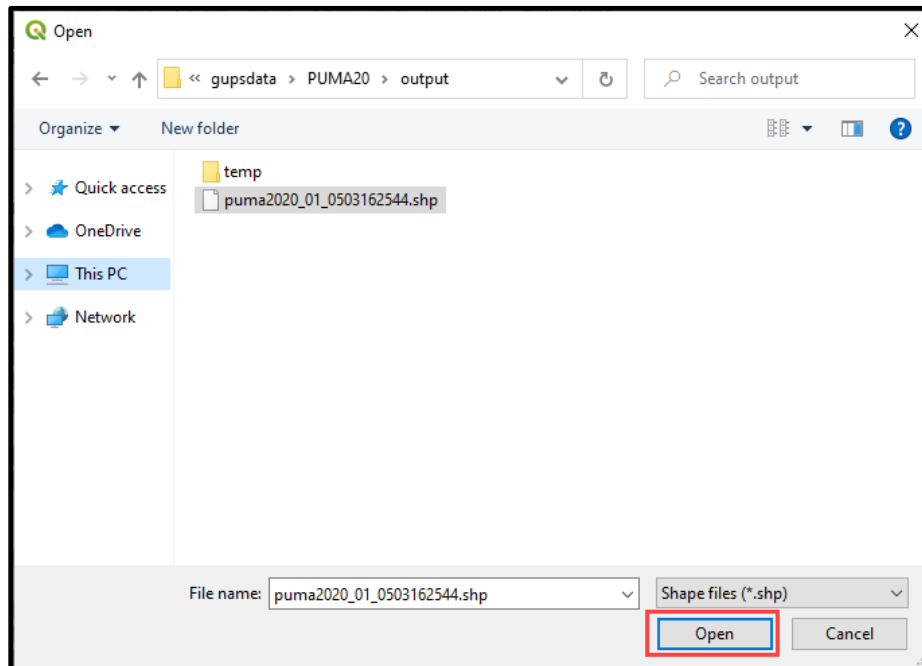 Open
« gupsdata > PUMA20 > output
Search output
Organize
New folder
Quick access
OneDrive
This PC
Network
temp
puma2020_01_0503162544.shp
File name: puma2020_01_0503162544.shp
Shape files (*.shp)
Open
Cancel